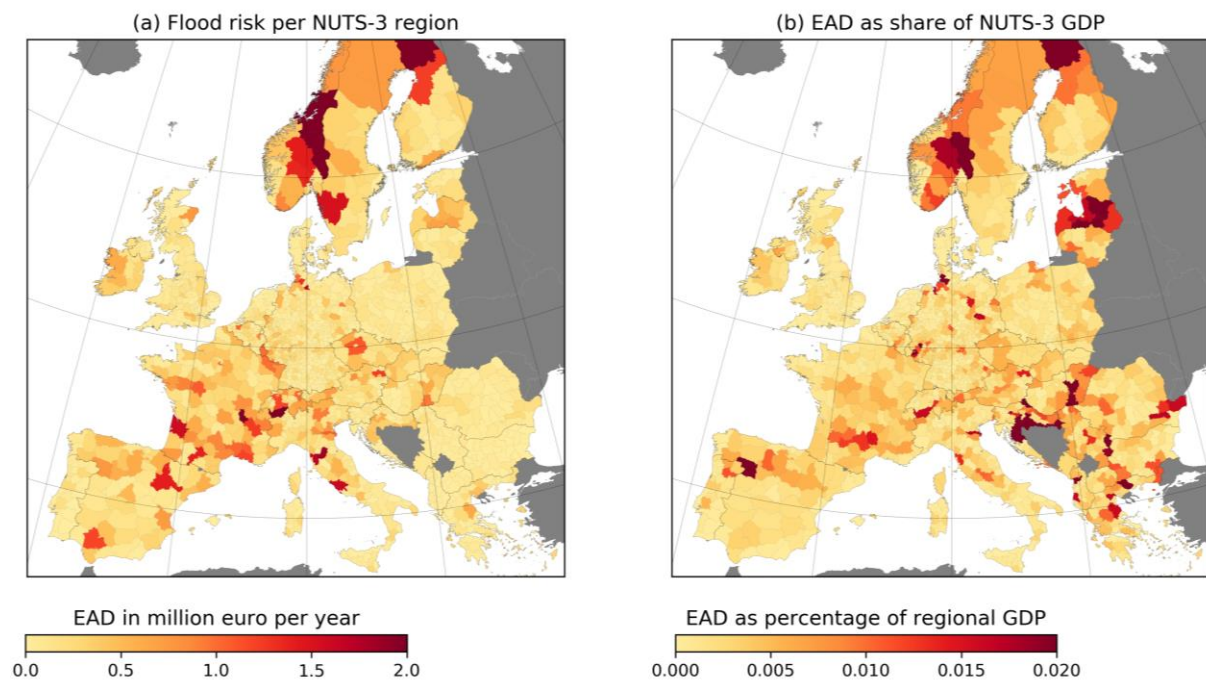 (a) Flood risk per NUTS-3 region
(b) EAD as share of NUTS-3 GDP
EAD in million euro per year
0.0 0.5 1.0 1.5 2.0
EAD as percentage of regional GDP
0.000 0.005 0.010 0.015 0.020